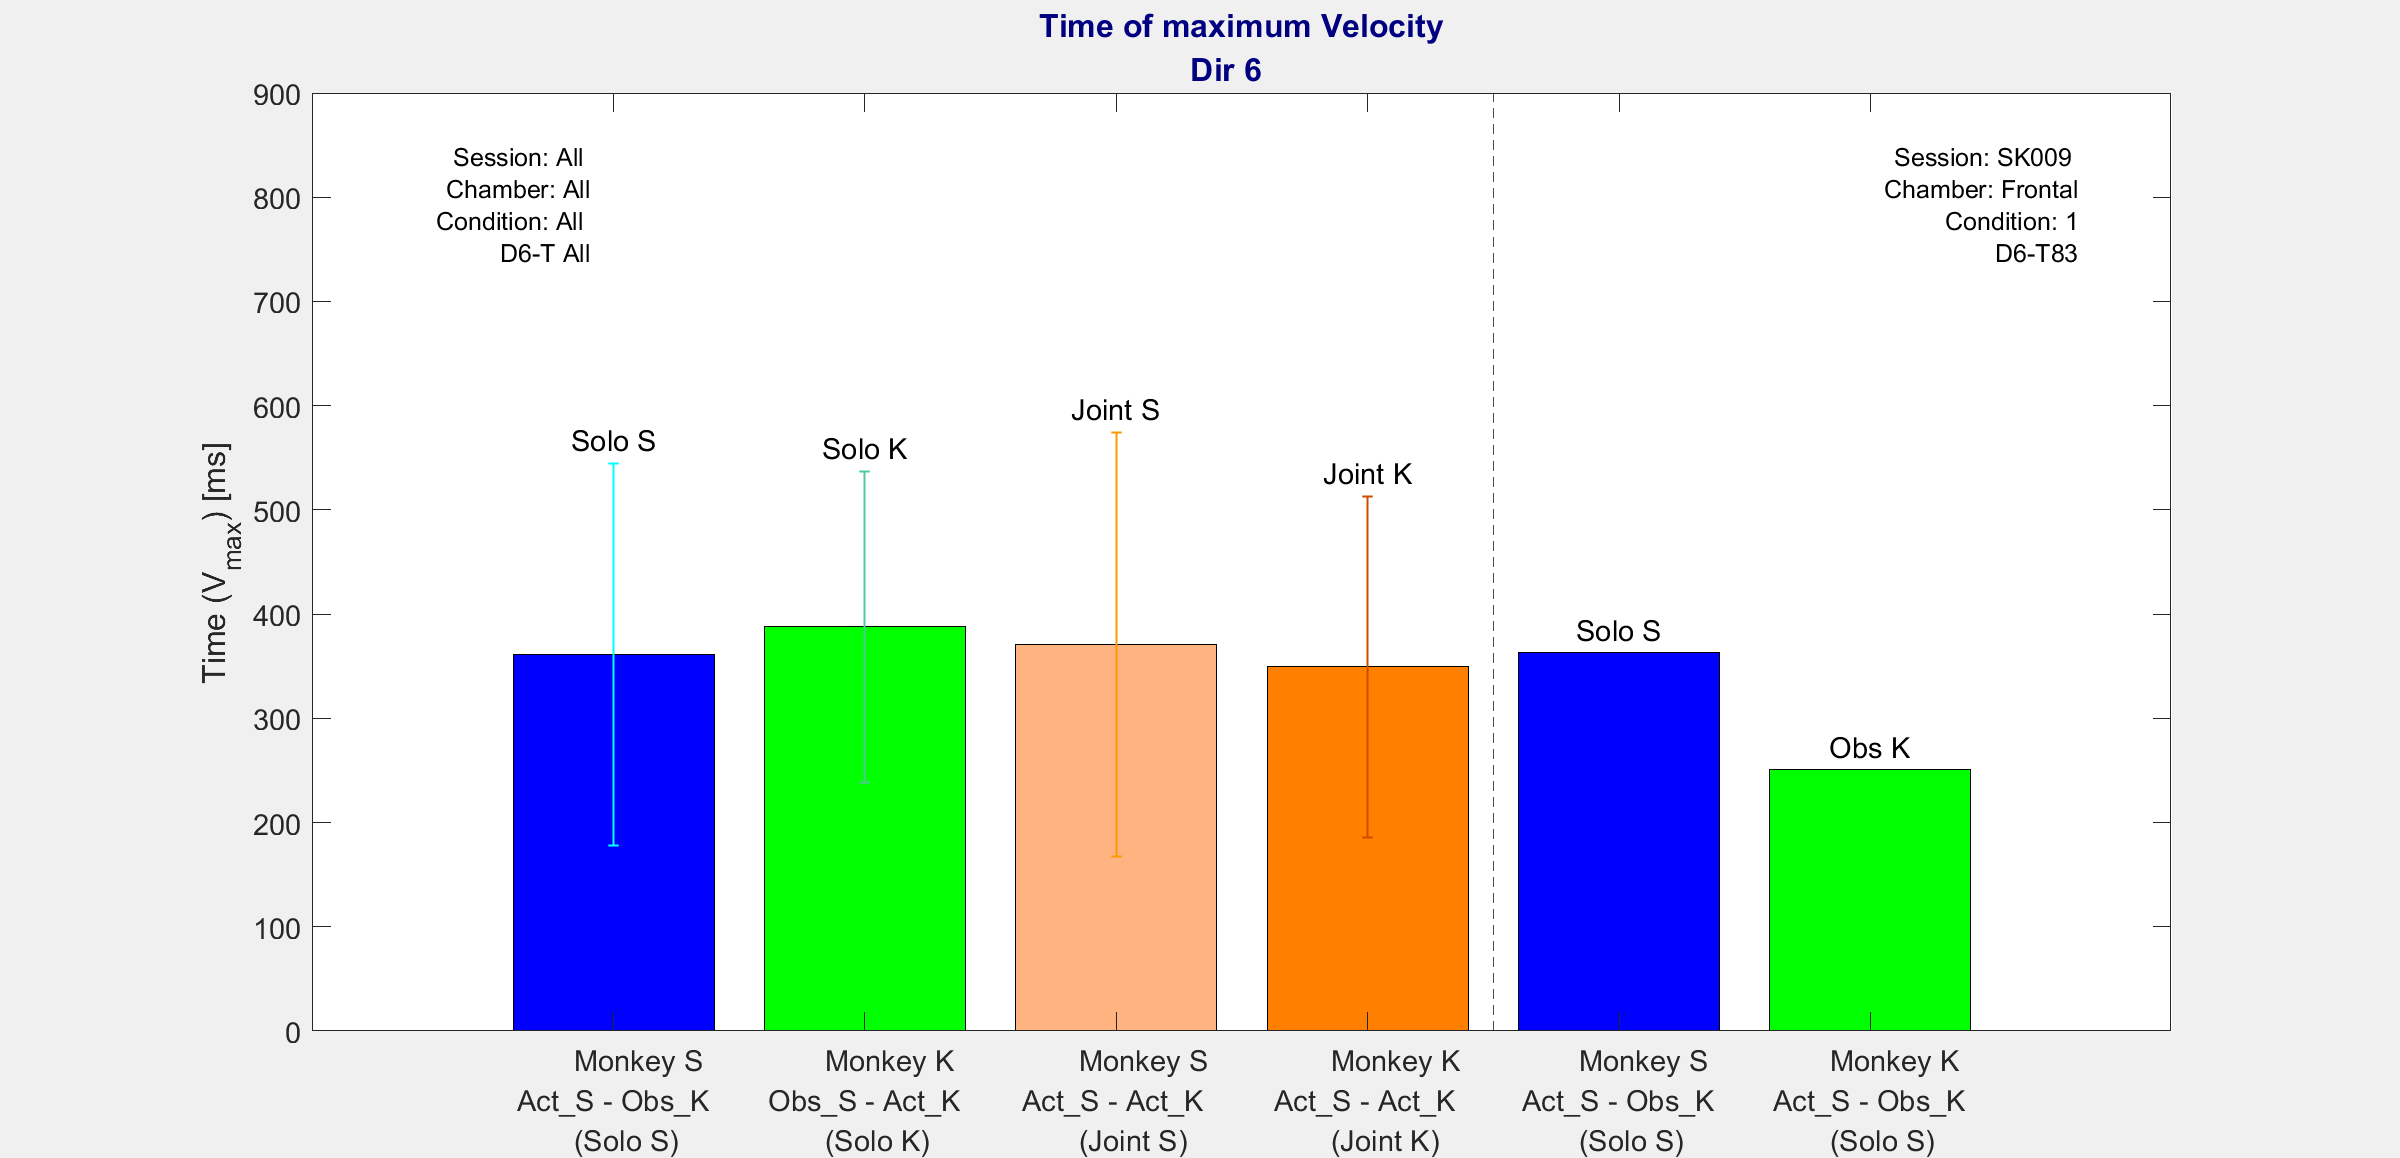 Time of maximum Velocity
Dir 6
Session: All
Chamber: All
Condition: All
D6-T All
Session: SK009
Chamber: Frontal
Condition: 1
D6-T83
Time (Vmax) [ms]
900
800
700
600
500
400
300
200
100
0
Solo S
Solo K
Joint S
Joint K
Solo S
Obs K
Monkey S
Act_S - Obs_K
(Solo S)
Monkey K
Obs_S - Act_K
(Solo K)
Monkey S
Act_S - Act_K
(Joint S)
Monkey K
Act_S - Act_K
(Joint K)
Monkey S
Act_S - Obs_K
(Solo S)
Monkey K
Act_S - Obs_K
(Solo S)